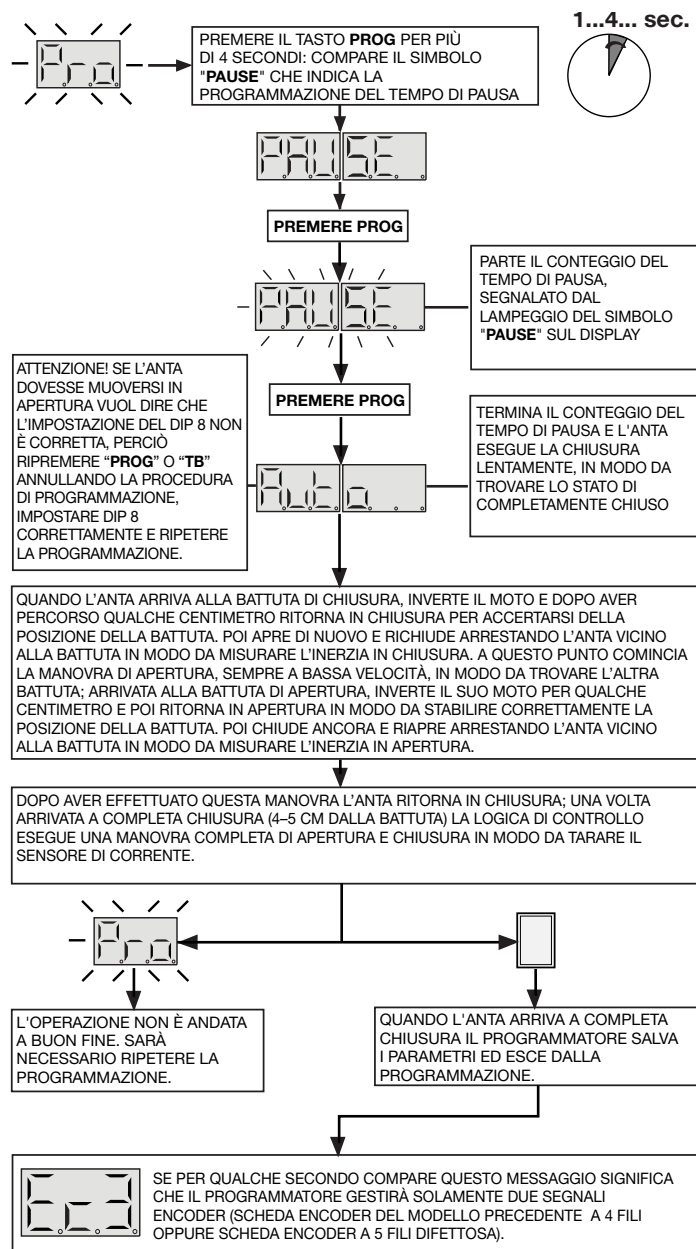 1...4... sec.
Pro
PREMERE IL TASTO PROG PER PIÙ
DI 4 SECONDI: COMPARE IL SIMBOLO
"PAUSE" CHE INDICA LA
PROGRAMMAZIONE DEL TEMPO DI PAUSA
PAUSE
PREMERE PROG
PAUSE
PARTE IL CONTEGGIO DEL
TEMPO DI PAUSA,
SEGNALATO DAL
LAMPEGGIO DEL SIMBOLO
"PAUSE" SUL DISPLAY
PREMERE PROG
ATTENZIONE! SE L'ANTA
DOVESSE MUOVERSI IN
APERTURA VUOL DIRE CHE
L'IMPOSTAZIONE DEL DIP 8 NON
È CORRETTA, PERCIÒ
RIPREMERE “PROG” O “TB”
ANNULLANDO LA PROCEDURA
DI PROGRAMMAZIONE,
IMPOSTARE DIP 8
CORRETTAMENTE E RIPETERE
LA PROGRAMMAZIONE.
Auto
TERMINA IL CONTEGGIO DEL
TEMPO DI PAUSA E L'ANTA
ESEGUE LA CHIUSURA
LENTAMENTE, IN MODO DA
TROVARE LO STATO DI
COMPLETAMENTE CHIUSO
QUANDO L'ANTA ARRIVA ALLA BATTUTA DI CHIUSURA, INVERTE IL MOTO E DOPO AVER
PERCORSO QUALCHE CENTIMETRO RITORNA IN CHIUSURA PER ACCERTARSI DELLA
POSIZIONE DELLA BATTUTA. POI APRE DI NUOVO E RICHIUDE ARRESTANDO L'ANTA VICINO
ALLA BATTUTA IN MODO DA MISURARE L'INERZIA IN CHIUSURA. A QUESTO PUNTO COMINCIA
LA MANOVRA DI APERTURA, SEMPRE A BASSA VELOCITÀ, IN MODO DA TROVARE L'ALTRA
BATTUTA; ARRIVATA ALLA BATTUTA DI APERTURA, INVERTE IL SUO MOTO PER QUALCHE
CENTIMETRO E POI RITORNA IN APERTURA IN MODO DA STABILIRE CORRETTAMENTE LA
POSIZIONE DELLA BATTUTA. POI CHIUDE ANCORA E RIAPRE ARRESTANDO L'ANTA VICINO
ALLA BATTUTA IN MODO DA MISURARE L'INERZIA IN APERTURA.
DOPO AVER EFFETTUATO QUESTA MANOVRA L'ANTA RITORNA IN CHIUSURA; UNA VOLTA
ARRIVATA A COMPLETA CHIUSURA (4–5 CM DALLA BATTUTA) LA LOGICA DI CONTROLLO
ESEGUE UNA MANOVRA COMPLETA DI APERTURA E CHIUSURA IN MODO DA TARARE IL
SENSORE DI CORRENTE.
Pro
L'OPERAZIONE NON È ANDATA
A BUON FINE. SARÀ
NECESSARIO RIPETERE LA
PROGRAMMAZIONE.
QUANDO L'ANTA ARRIVA A COMPLETA
CHIUSURA IL PROGRAMMATORE SALVA
I PARAMETRI ED ESCE DALLA
PROGRAMMAZIONE.
Er3
SE PER QUALCHE SECONDO COMPARE QUESTO MESSAGGIO SIGNIFICA
CHE IL PROGRAMMATORE GESTIRÀ SOLAMENTE DUE SEGNALI
ENCODER (SCHEDA ENCODER DEL MODELLO PRECEDENTE A 4 FILI
OPPURE SCHEDA ENCODER A 5 FILI DIFETTOSA).